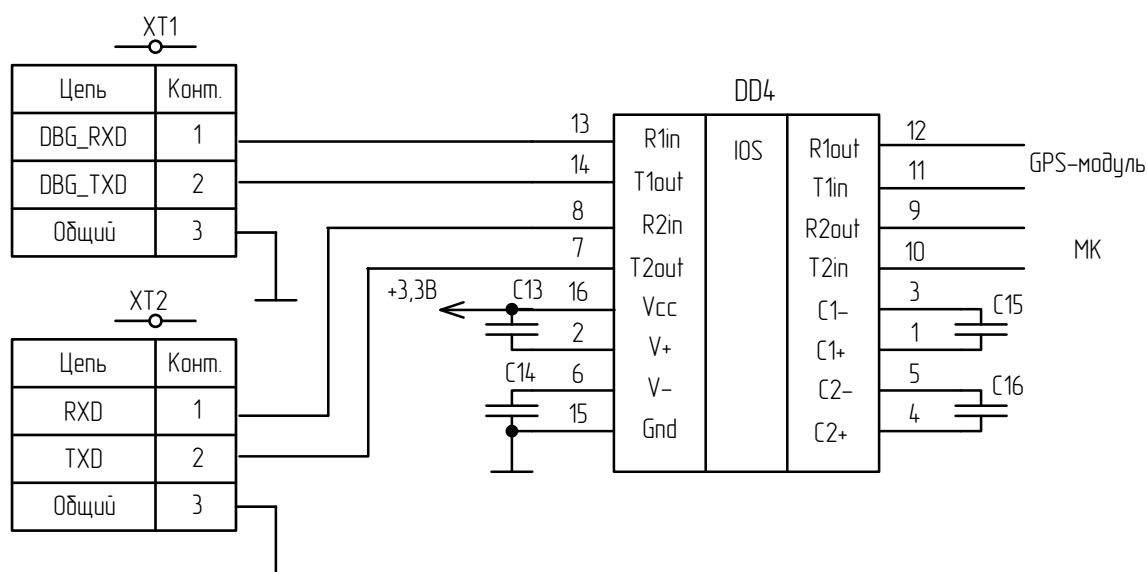 XT1
Цепь Конт.
DBG_RXD 1
DBG_TXD 2
Общий 3
XT2
Цепь Конт.
RXD 1
TXD 2
Общий 3
+3,3В
C13
C14
DD4
IOS
13 R1in
14 T1out
8 R2in
7 T2out
16 Vcc
2 V+
6 V–
15 Gnd
R1out 12
T1in 11
R2out 9
T2in 10
C1– 3
C1+ 1
C2– 5
C2+ 4
GPS–модуль
МК
C15
C16